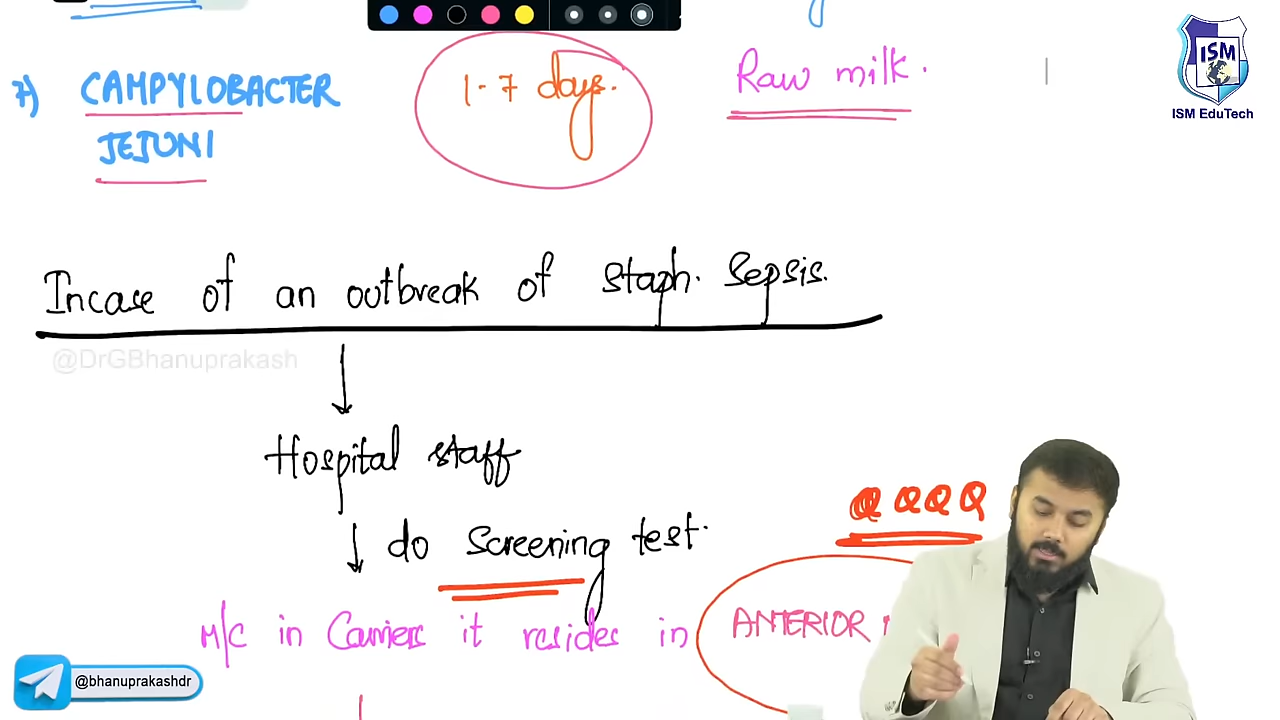 7) CAMPYLOBACTER JEJUNI
1-7 days.
Raw milk.
ISM
ISM EduTech
Incase of an outbreak of staph. sepsis.
@DrGBhanuprakash
Hospital staff
do screening test.
Q Q Q Q
M/C in Carriers it resides in ANTERIOR
@bhanuprakashdr